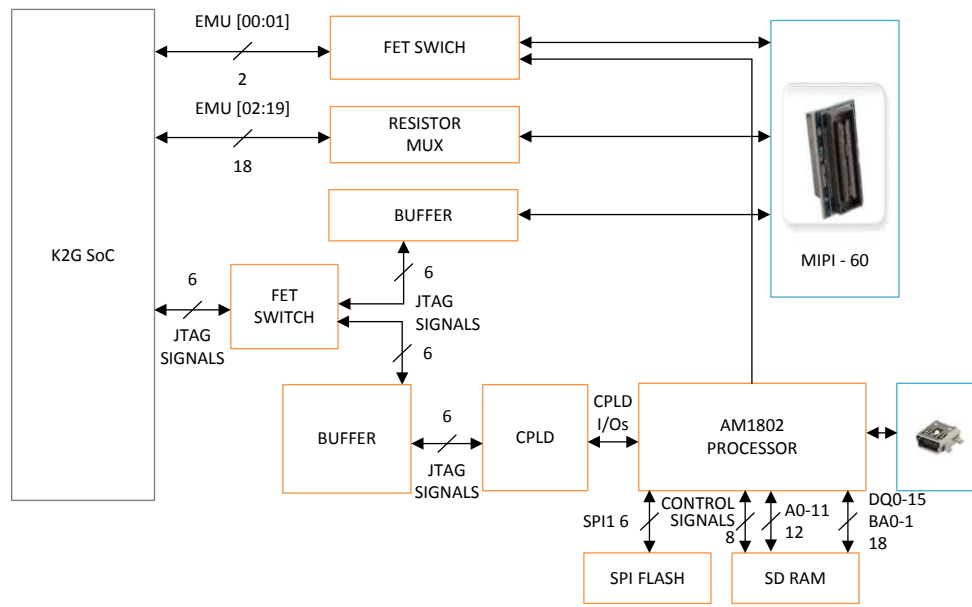 EMU [00:01]
2
FET SWICH
EMU [02:19]
18
RESISTOR
MUX
BUFFER
K2G SoC
MIPI - 60
6
JTAG
SIGNALS
FET
SWITCH
6
JTAG
SIGNALS
6
BUFFER
6
JTAG
SIGNALS
CPLD
CPLD
I/Os
AM1802
PROCESSOR
SPI1 6
CONTROL
SIGNALS
8
A0-11
12
DQ0-15
BA0-1
18
SPI FLASH
SD RAM